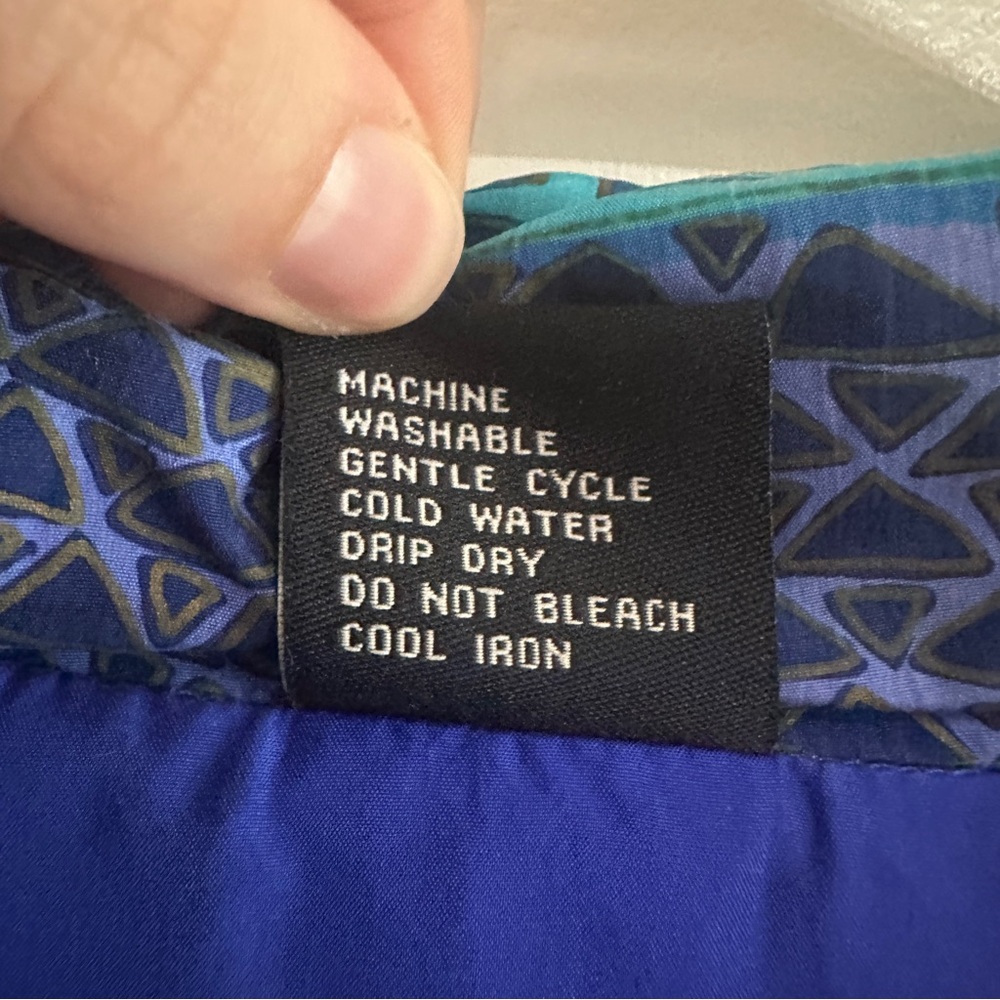 MACHINE
WASHABLE
GENTLE CYCLE
COLD WATER
DRIP DRY
DO NOT BLEACH
COOL IRON